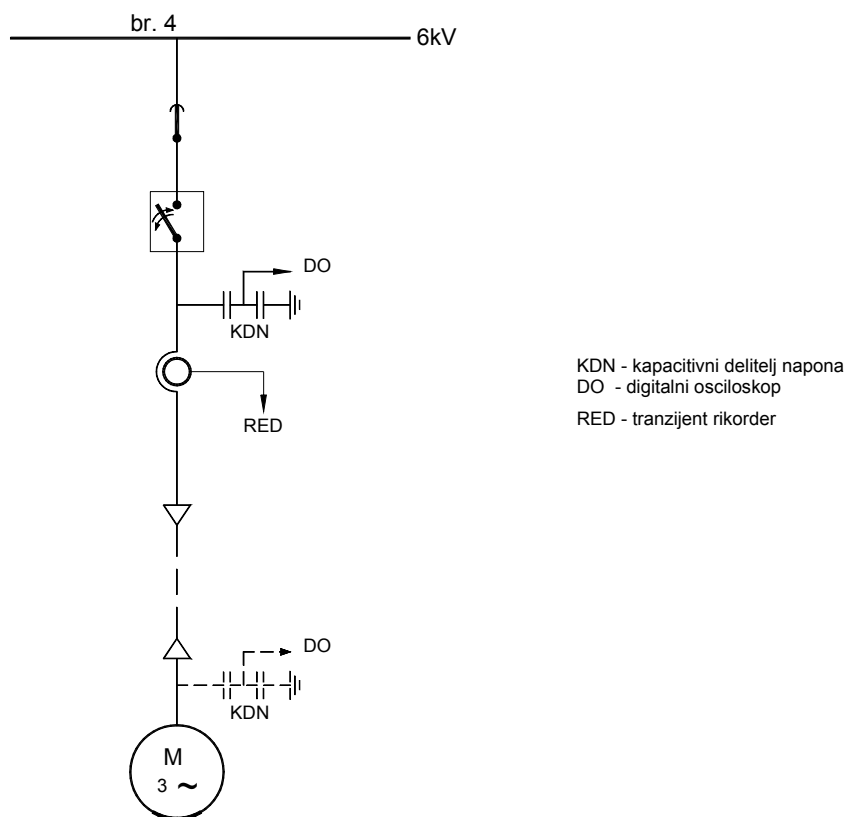 br. 4
6kV
DO
KDN
KDN - kapacitivni delitelj napona
DO - digitalni osciloskop
RED - tranzijent rikorder
RED
DO
KDN
M
3 ~